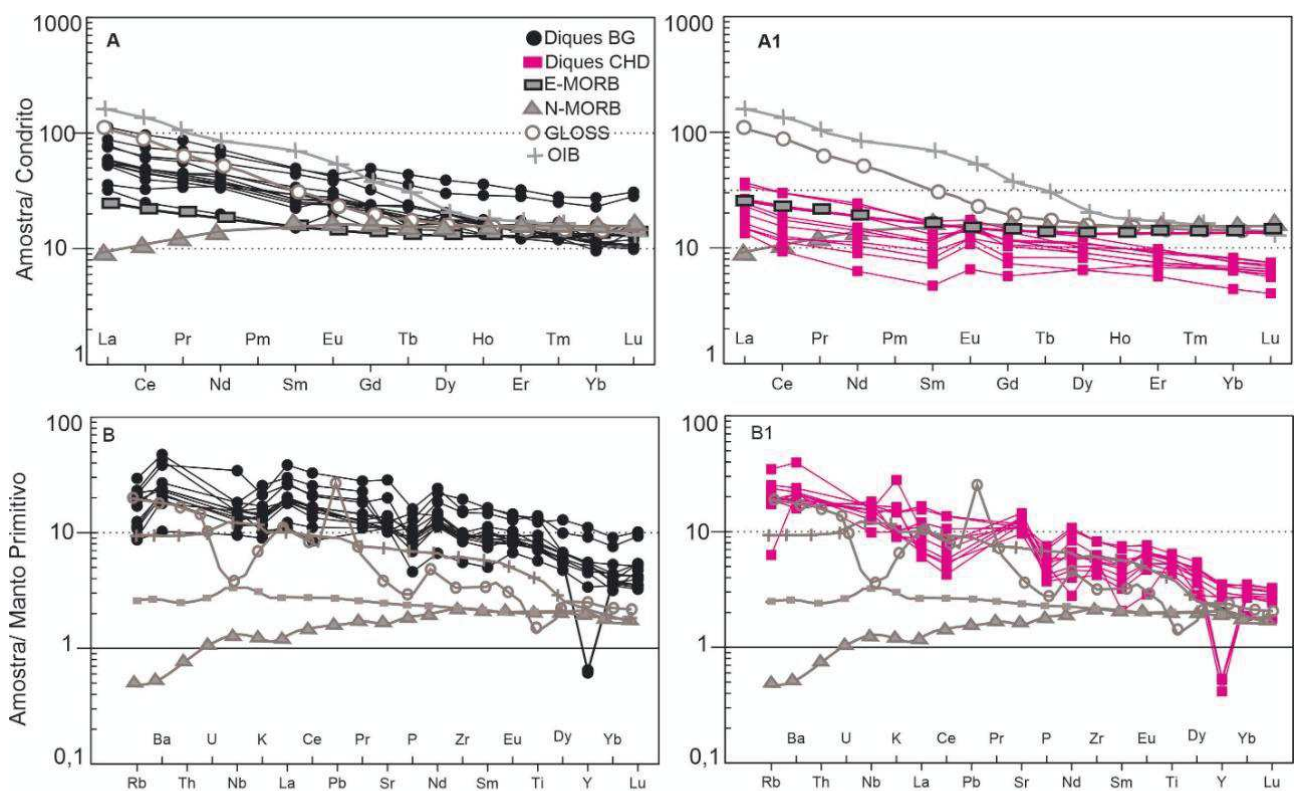 1000
A
100
10
1
Amostra/ Condrito
Diques BG
Diques CHD
E-MORB
N-MORB
GLOSS
OIB
La Pr Pm Eu Tb Ho Tm Lu
Ce Nd Sm Gd Dy Er Yb
1000
A1
100
10
1
La Pr Pm Eu Tb Ho Tm Lu
Ce Nd Sm Gd Dy Er Yb
100
B
10
1
0,1
Amostra/ Manto Primitivo
Ba U K Ce Pr P Zr Eu Dy Yb
Rb Th Nb La Pb Sr Nd Sm Ti Y Lu
100
B1
10
1
0,1
Ba U K Ce Pr P Zr Eu Dy Yb
Rb Th Nb La Pb Sr Nd Sm Ti Y Lu